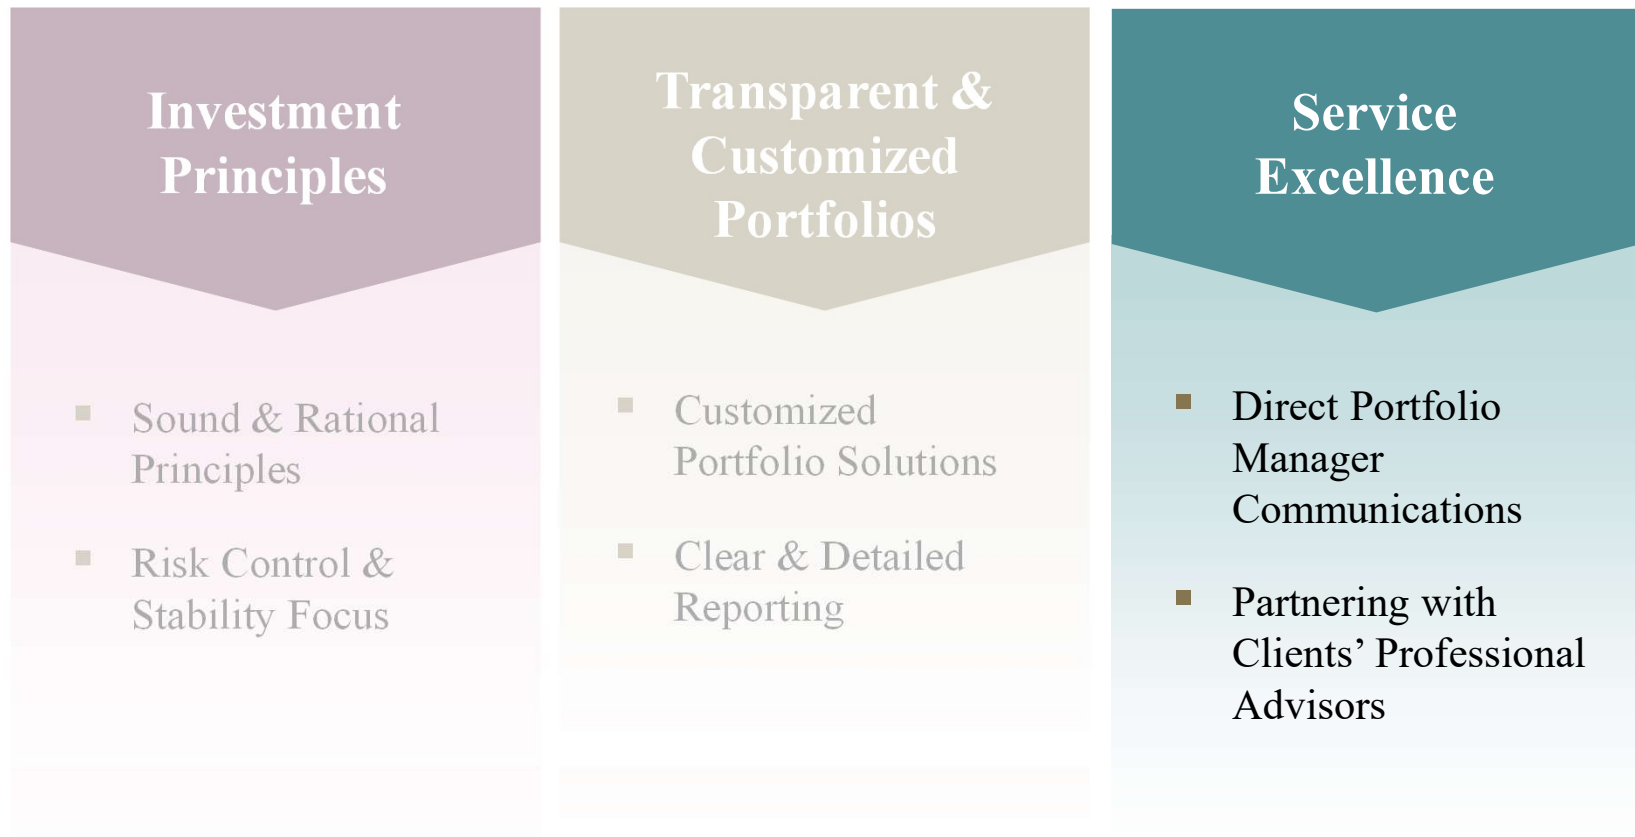 Investment
Principles
Sound & Rational
Principles
Risk Control &
Stability Focus
Transparent &
Customized
Portfolios
Customized
Portfolio Solutions
Clear & Detailed
Reporting
Service
Excellence
Direct Portfolio
Manager
Communications
Partnering with
Clients’ Professional
Advisors